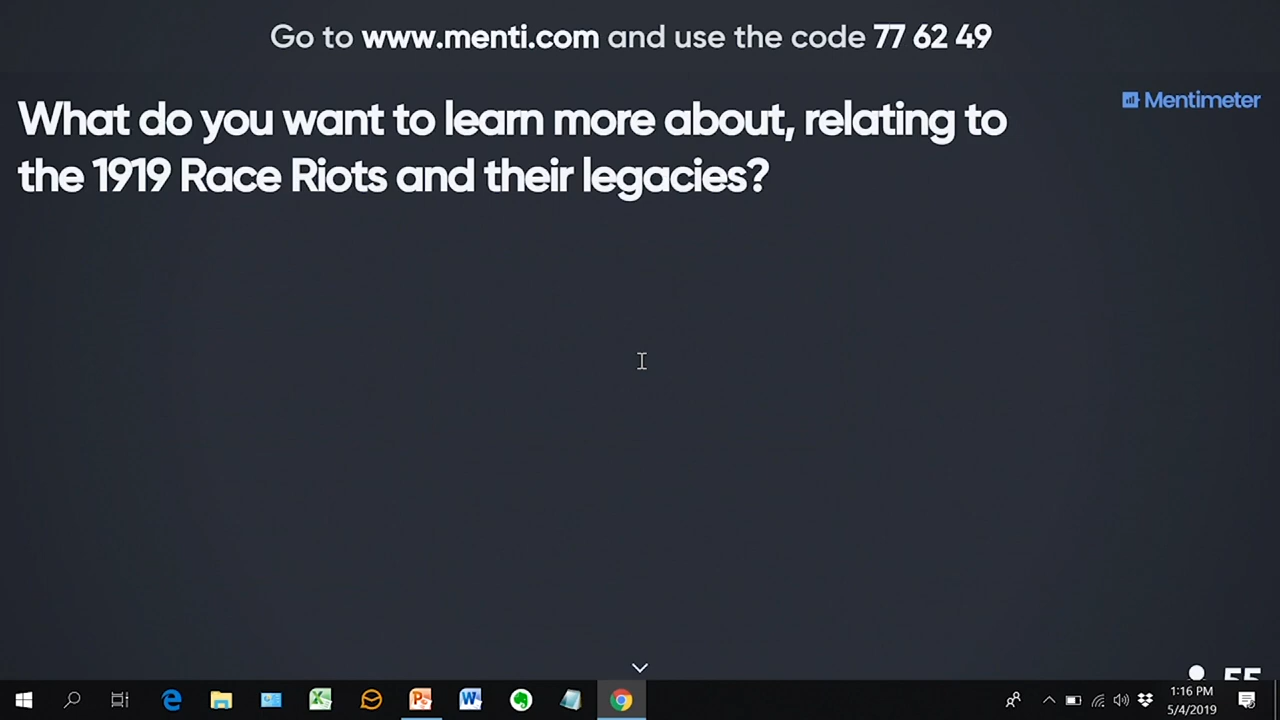 Go to www.menti.com and use the code 77 62 49
Mentimeter
What do you want to learn more about, relating to
the 1919 Race Riots and their legacies?
55
1:16 PM
5/4/2019